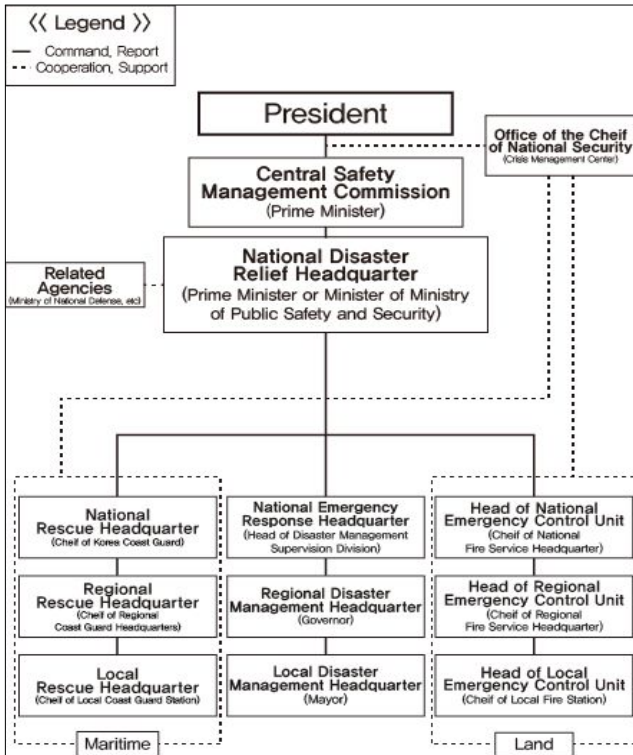 《 Legend 》
Command, Report
Cooperation, Support
President
Office of the Cheif
of National Security
(Crisis Management Center)
Central Safety
Management Commission
(Prime Minister)
National Disaster
Relief Headquarter
(Prime Minister or Minister of Ministry
of Public Safety and Security)
Related
Agencies
(Ministry of National Defense, etc)
National
Rescue Headquarter
(Cheif of Korea Coast Guard)
National Emergency
Response Headquarter
(Head of Disaster Management
Supervision Division)
Head of National
Emergency Control Unit
(Cheif of National
Fire Service Headquarter)
Regional
Rescue Headquarter
(Cheif of Regional
Coast Guard Headquarters)
Regional Disaster
Management Headquarter
(Governor)
Head of Regional
Emergency Control Unit
(Cheif of Regional
Fire Service Headquarter)
Local
Rescue Headquarter
(Cheif of Local Coast Guard Station)
Local Disaster
Management Headquarter
(Mayor)
Head of Local
Emergency Control Unit
(Cheif of Local Fire Station)
Maritime
Land